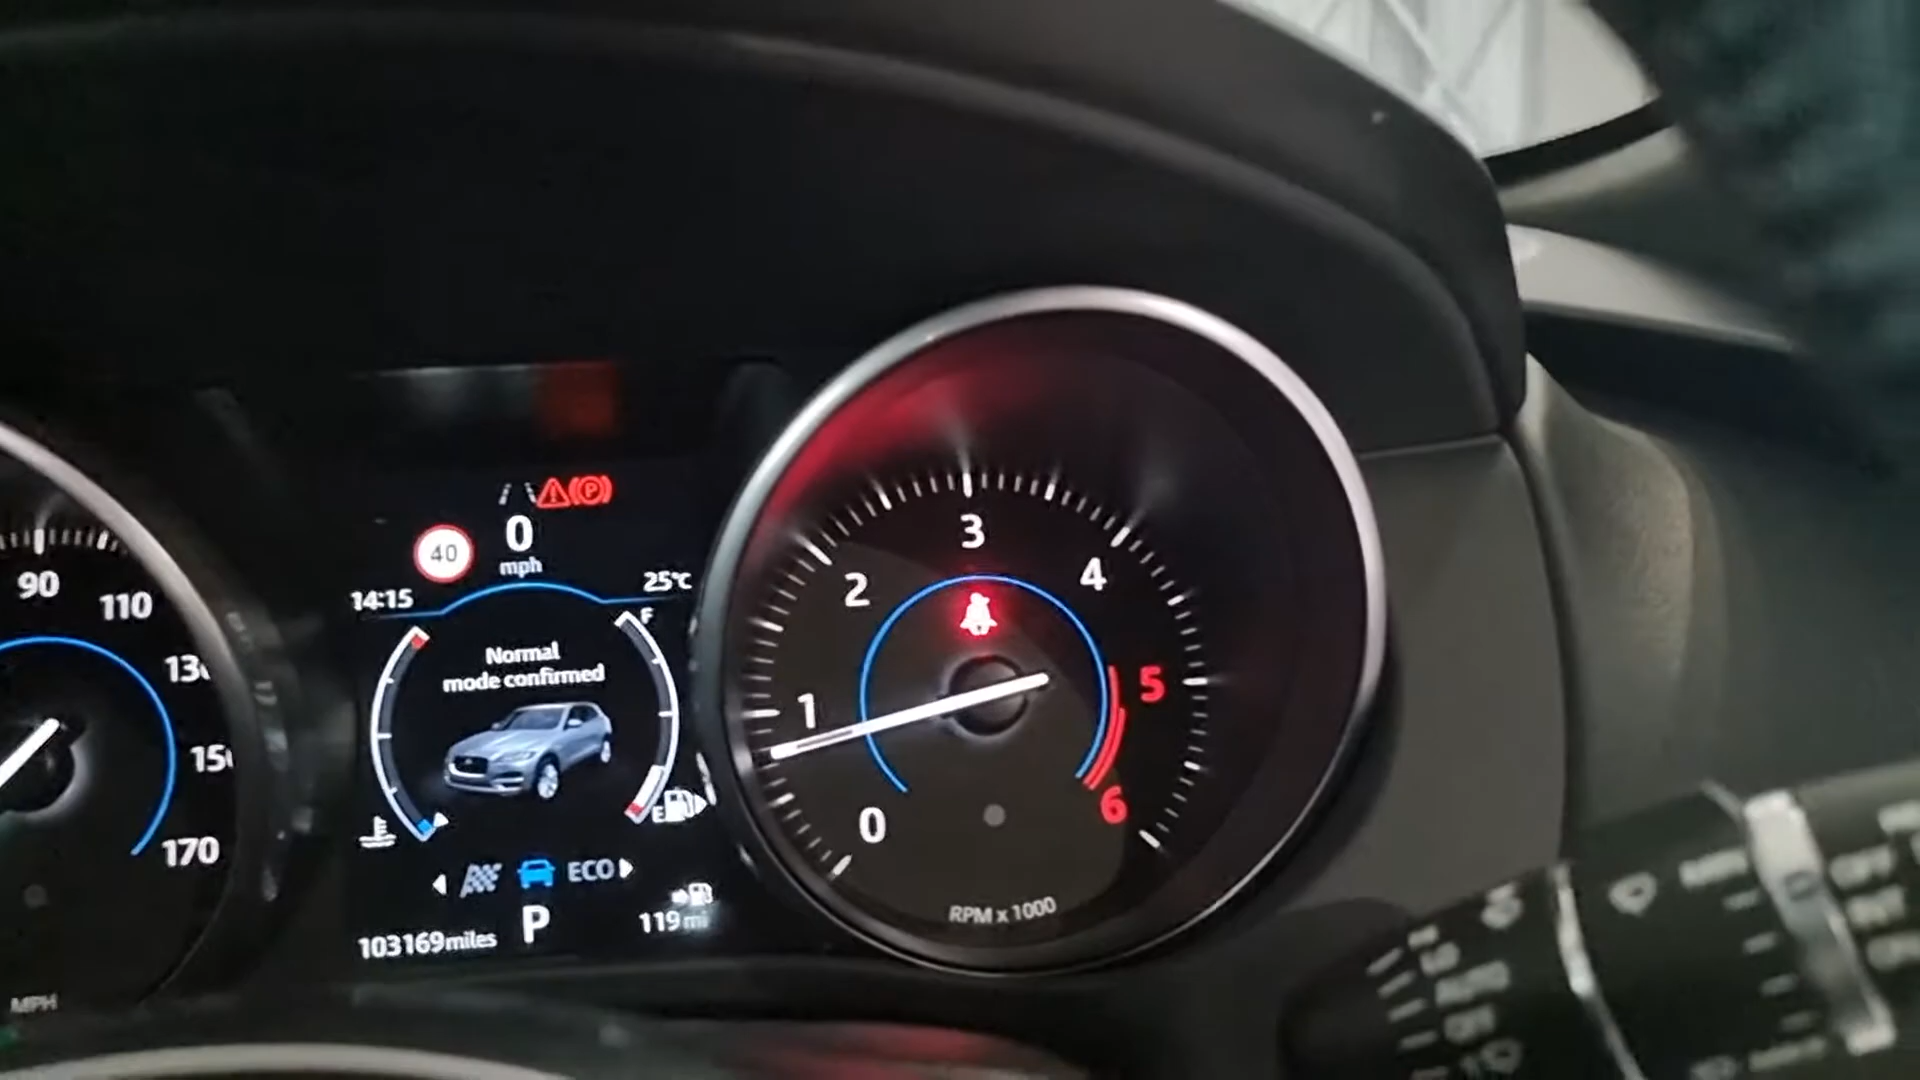 40
0
mph
14:15
25°C
F
Normal
mode confirmed
E
ECO
P
103169miles
119mi
90
110
170
MPH
0
1
2
3
4
5
6
RPM x 1000
OFF